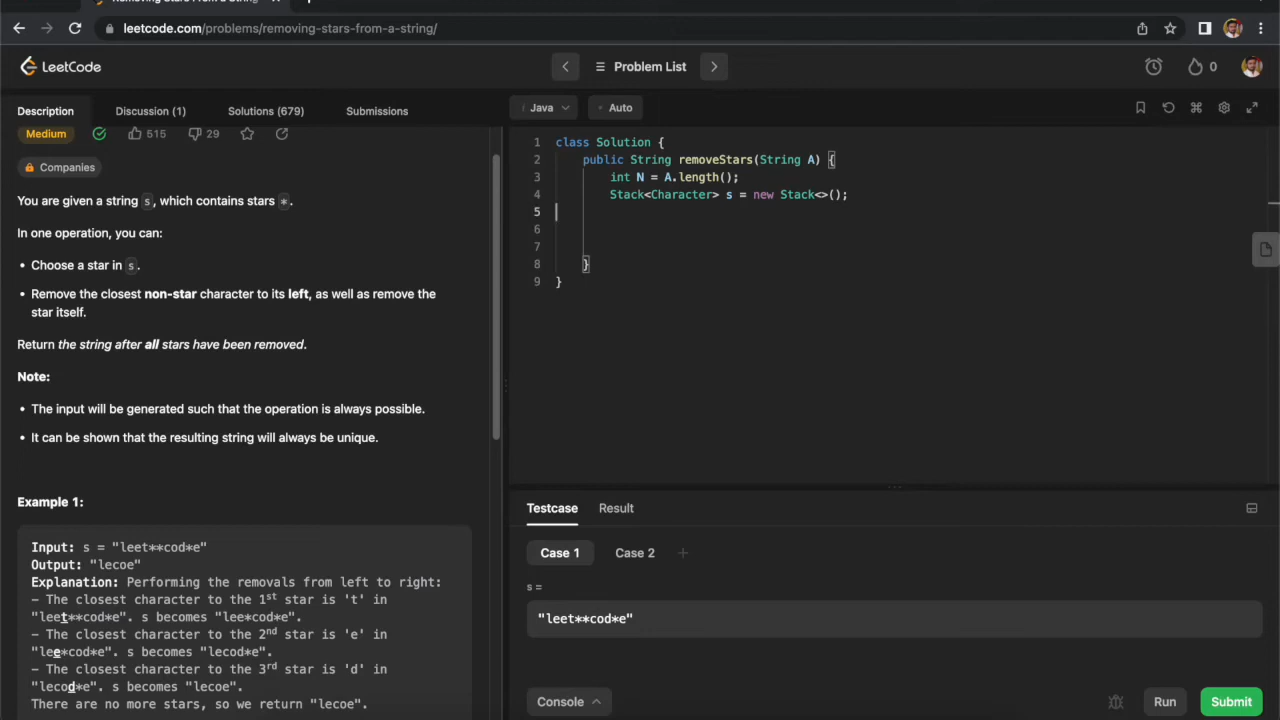 Removing Stars From a String
leetcode.com/problems/removing-stars-from-a-string/
LeetCode
Problem List
0
Description
Discussion (1)
Solutions (679)
Submissions
Java
Auto
Medium
515
29
Companies
You are given a string s, which contains stars *.
In one operation, you can:
• Choose a star in s.
• Remove the closest non-star character to its left, as well as remove the
star itself.
Return the string after all stars have been removed.
Note:
• The input will be generated such that the operation is always possible.
• It can be shown that the resulting string will always be unique.
Example 1:
Input: s = "leet**cod*e"
Output: "lecoe"
Explanation: Performing the removals from left to right:
- The closest character to the 1st star is 't' in
"leet**cod*e". s becomes "lee*cod*e".
- The closest character to the 2nd star is 'e' in
"lee*cod*e". s becomes "lecod*e".
- The closest character to the 3rd star is 'd' in
"lecod*e". s becomes "lecoe".
There are no more stars, so we return "lecoe".
1 class Solution {
2 public String removeStars(String A) {
3 int N = A.length();
4 Stack<Character> s = new Stack<>();
5
6
7
8 }
9 }
Testcase
Result
Case 1
Case 2
s =
"leet**cod*e"
Console
Run
Submit